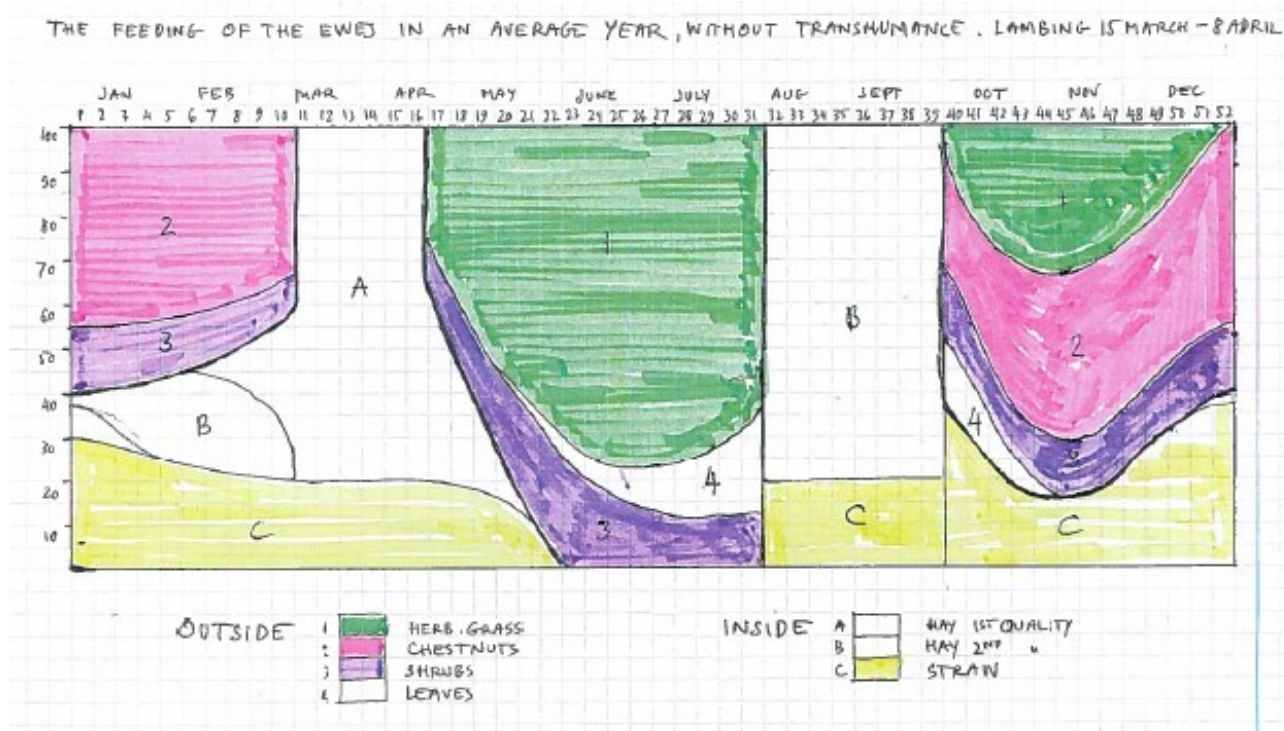 THE FEEDING OF THE EWES IN AN AVERAGE YEAR, WITHOUT TRANSHUMANCE. LAMBING 15 MARCH - 8 APRIL
JAN FEB MAR APR MAY JUNE JULY AUG SEPT OCT NOV DEC
1 2 3 4 5 6 7 8 9 10 11 12 13 14 15 16 17 18 19 20 21 22 23 24 25 26 27 28 29 30 31 32 33 34 35 36 37 38 39 40 41 42 43 44 45 46 47 48 49 50 51 52
100
90
80
70
60
50
40
30
20
10
2
3
B
C
A
1
4
3
B
C
1
2
4
C
OUTSIDE 1 HERB. GRASS
2 CHESTNUTS
3 SHRUBS
4 LEAVES
INSIDE A HAY 1ST QUALITY
B HAY 2ND "
C STRAW